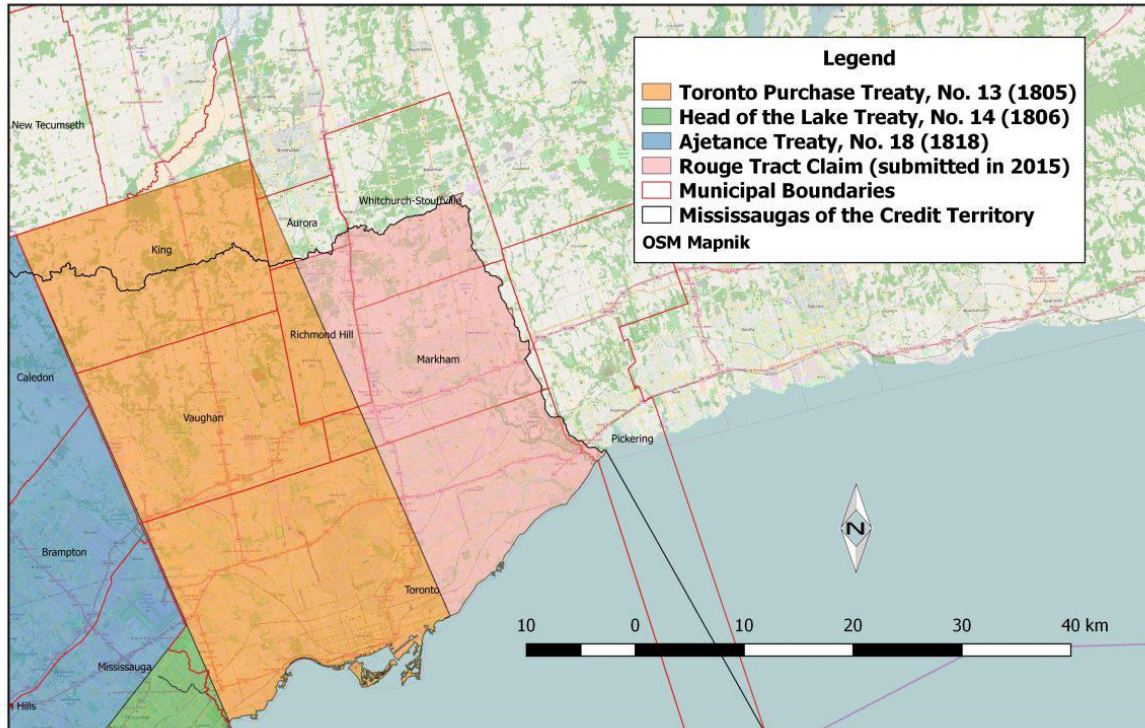 Legend
Toronto Purchase Treaty, No. 13 (1805)
Head of the Lake Treaty, No. 14 (1806)
Ajetance Treaty, No. 18 (1818)
Rouge Tract Claim (submitted in 2015)
Municipal Boundaries
Mississaugas of the Credit Territory
OSM Mapnik
New Tecumseth
Whitchurch-Stouffville
Aurora
King
Richmond Hill
Markham
Caledon
Vaughan
Pickering
Brampton
Toronto
Mississauga
Hills
N
10 0 10 20 30 40 km